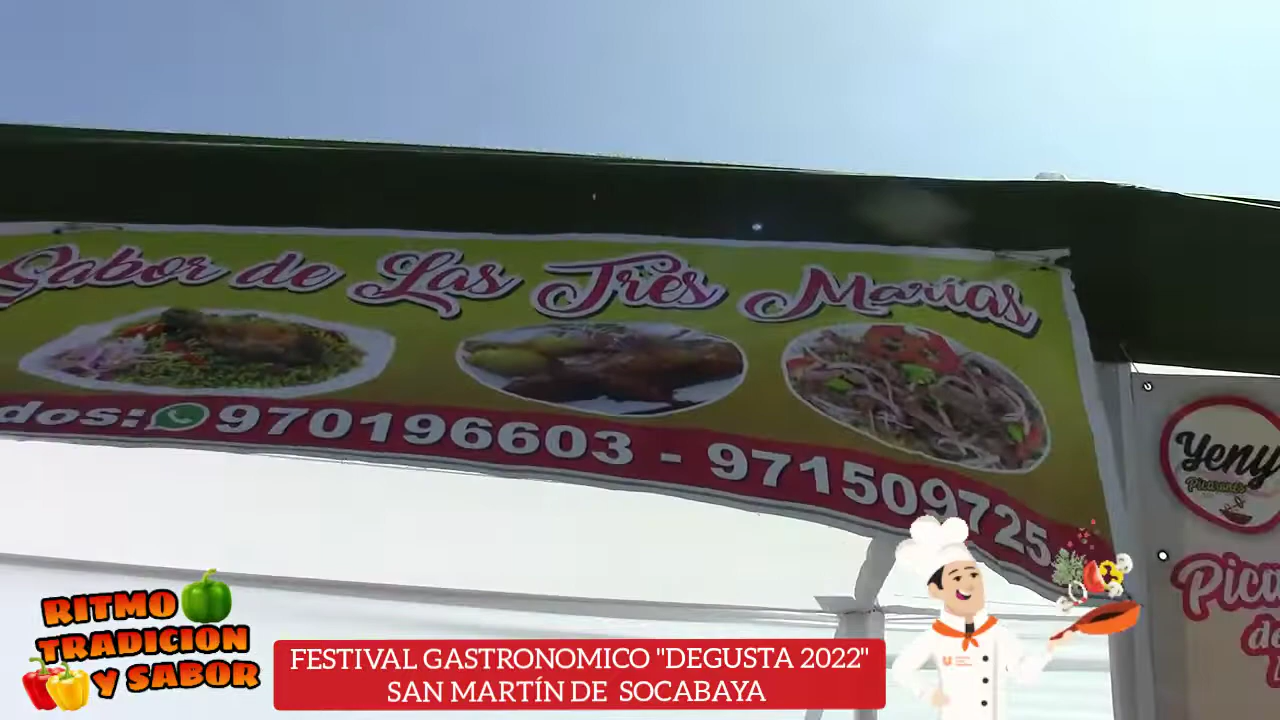 Sabor de Las Tres Marías
dos: 970196603 - 971509725
Yeny
Picarones
RITMO
TRADICION
Y SABOR
FESTIVAL GASTRONOMICO "DEGUSTA 2022"
SAN MARTÍN DE SOCABAYA